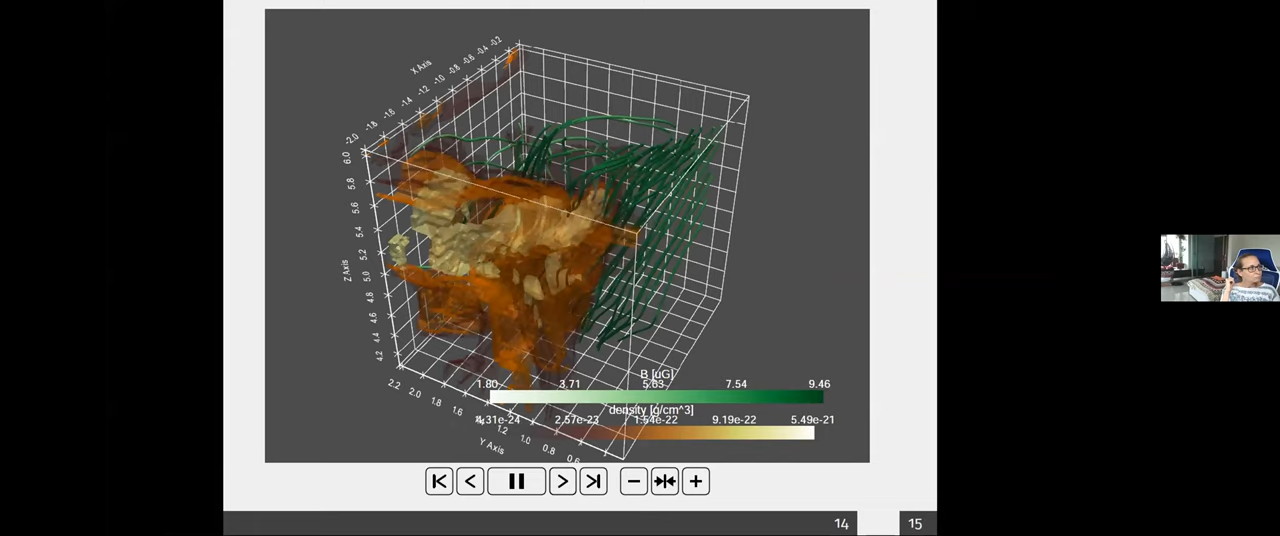 X Axis
-2.0 -1.8 -1.6 -1.4 -1.2 -1.0 -0.8 -0.6 -0.4 -0.2
6.0
5.8
5.6
5.4
5.2
5.0
4.8
4.6
4.4
4.2
Z Axis
2.2 2.0 1.8 1.6 1.2 1.0 0.8 0.6
Y Axis
B [uG]
1.80 3.71 5.63 7.54 9.46
density [g/cm^3]
4.31e-24 2.57e-23 1.54e-22 9.19e-22 5.49e-21
14 15